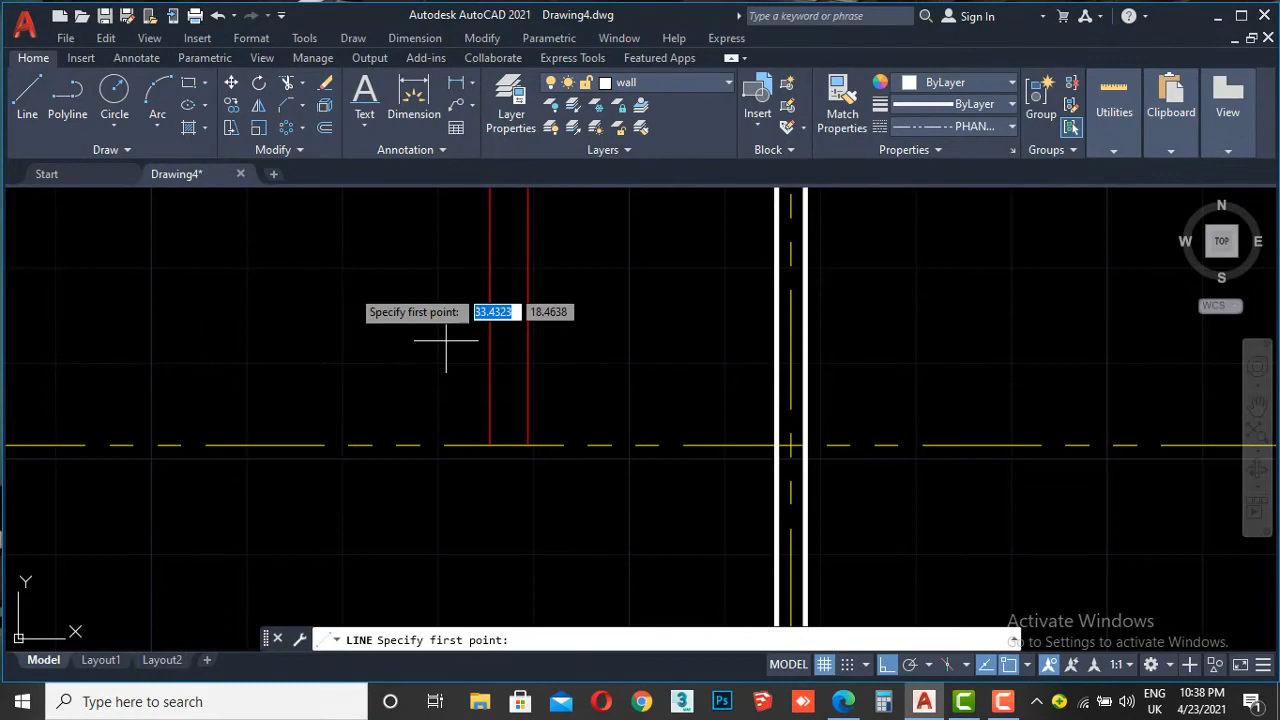 Autodesk AutoCAD 2021 Drawing4.dwg
Type a keyword or phrase
Sign In
File Edit View Insert Format Tools Draw Dimension Modify Parametric Window Help Express
Home Insert Annotate Parametric View Manage Output Add-ins Collaborate Express Tools Featured Apps
Line Polyline Circle Arc
Text Dimension
Layer
Properties
wall
Insert
Match
Properties
ByLayer
ByLayer
PHAN...
Group
Utilities
Clipboard
View
Draw Modify Annotation Layers Block Properties Groups
Start Drawing4*
N
W TOP E
S
WCS
Specify first point: 33.4323 18.4638
Y
X
Activate Windows
Go to Settings to activate Windows.
LINE Specify first point:
Model Layout1 Layout2
MODEL
1:1
Type here to search
ENG
UK
10:38 PM
4/23/2021